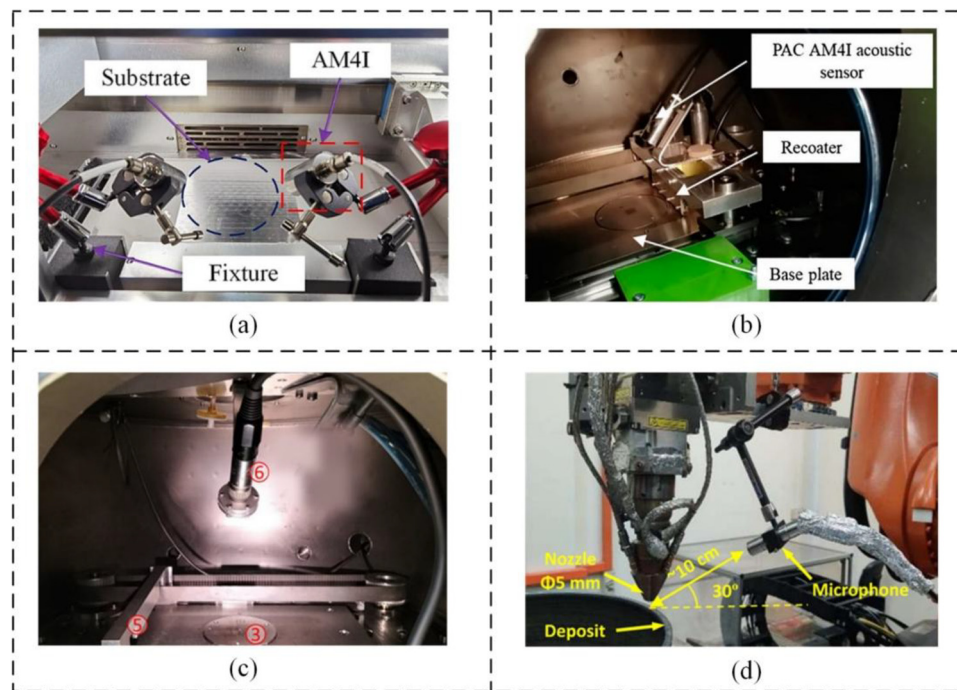 Substrate
AM4I
Fixture
(a)
PAC AM4I acoustic
sensor
Recoater
Base plate
(b)
⑥
⑤
③
(c)
Nozzle
Φ5 mm
~10 cm
30°
Microphone
Deposit
(d)